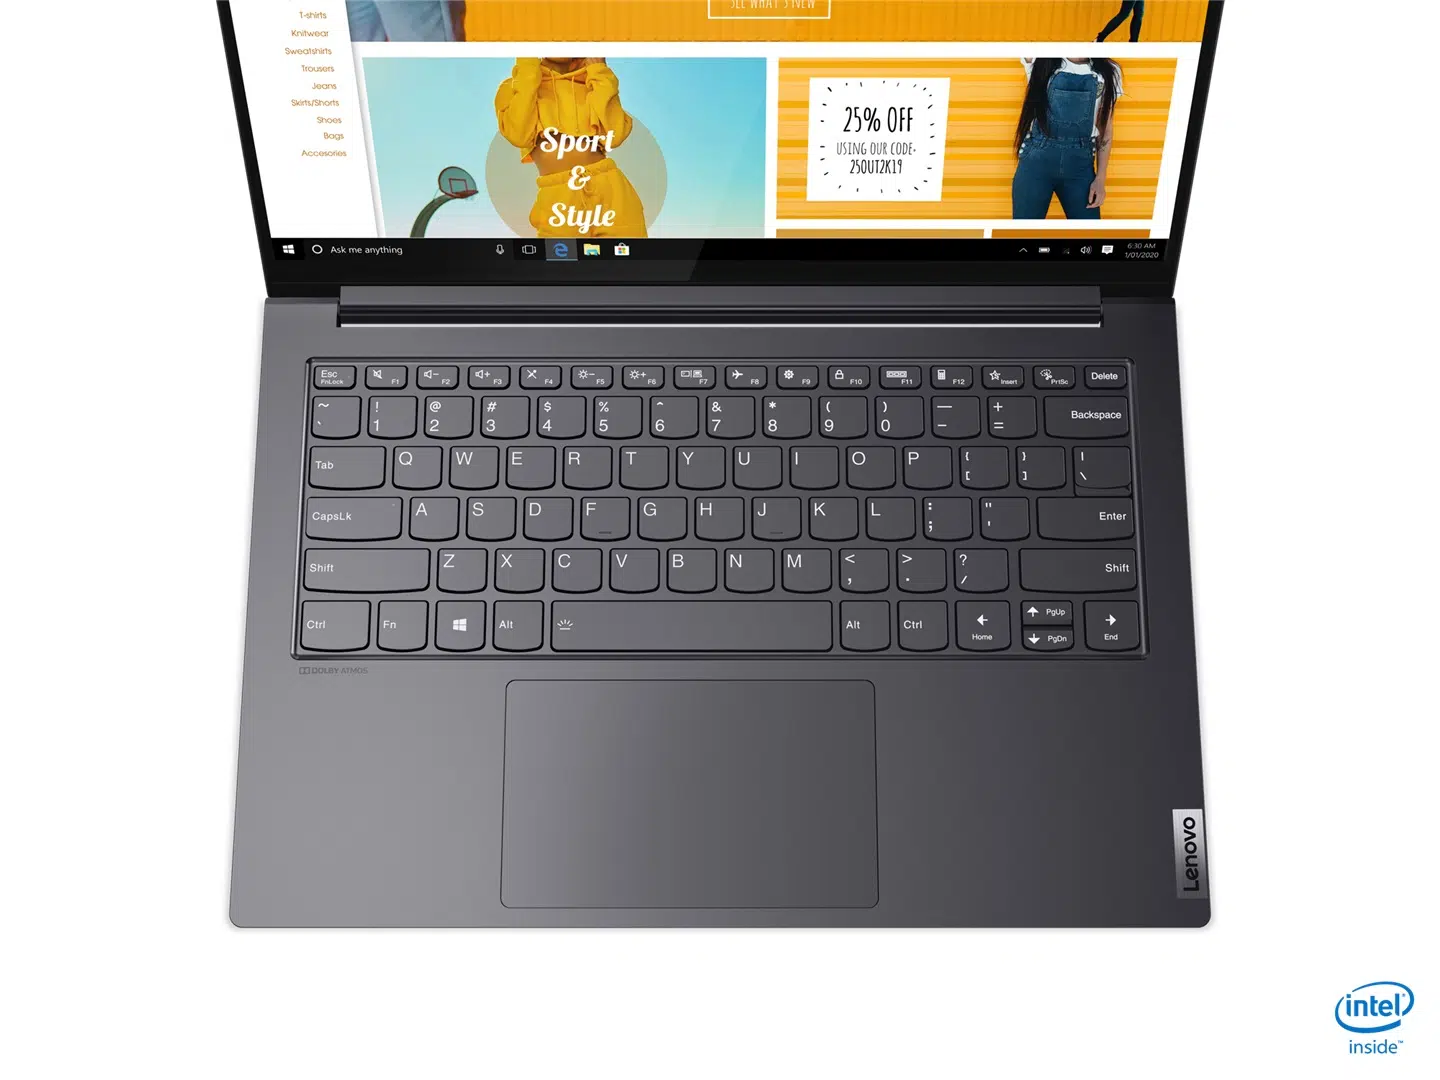 SEE WHAT'S NEW
T-shirts
Knitwear
Sweatshirts
Trousers
Jeans
Skirts/Shorts
Shoes
Bags
Accesories
Sport
&
Style
25% OFF
USING OUR CODE:
25OUT2K19
Ask me anything
6:30 AM
1/01/2020
Esc FnLock F1 F2 F3 F4 F5 F6 F7 F8 F9 F10 F11 F12 Insert PrtSc Delete
~ ! @ # $ % ^ & * ( ) — +
` 1 2 3 4 5 6 7 8 9 0 - = Backspace
Tab Q W E R T Y U I O P { [ } ] | \
CapsLk A S D F G H J K L : ; " ' Enter
Shift Z X C V B N M < , > . ? / Shift
Ctrl Fn Alt Alt Ctrl Home PgUp PgDn End
DOLBY ATMOS
Lenovo
intel
inside™